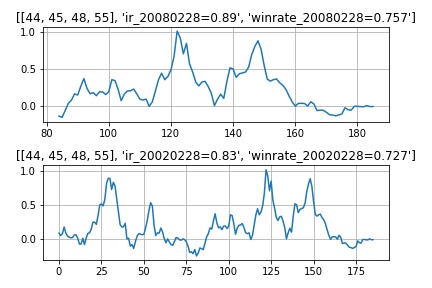 [[44, 45, 48, 55], 'ir_20080228=0.89', 'winrate_20080228=0.757']
1.0
0.5
0.0
80 100 120 140 160 180
[[44, 45, 48, 55], 'ir_20020228=0.83', 'winrate_20020228=0.727']
1.0
0.5
0.0
0 25 50 75 100 125 150 175